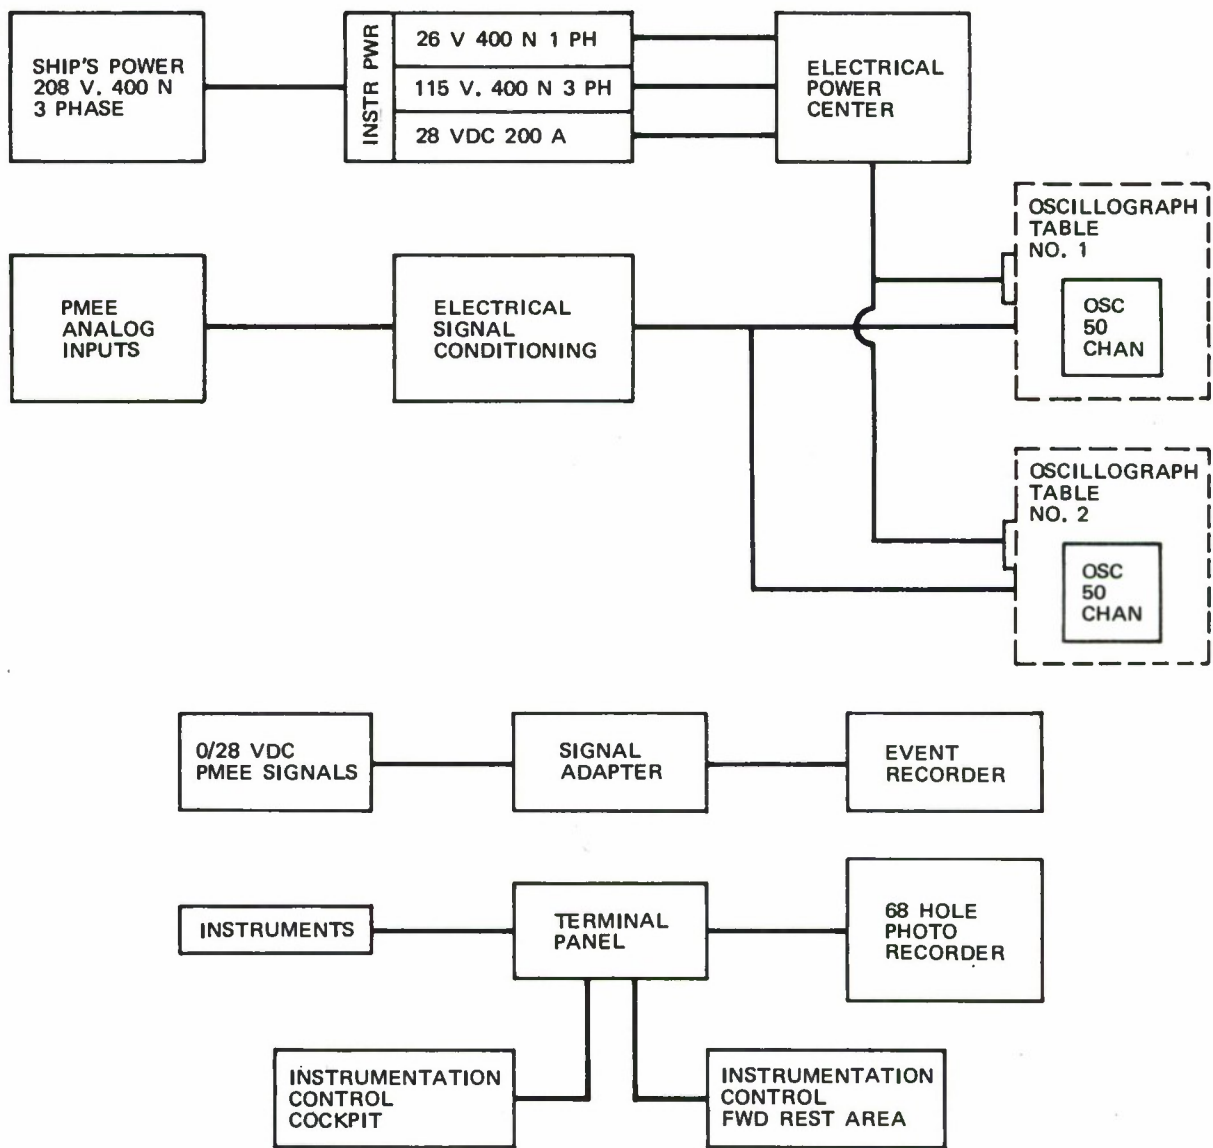 SHIP'S POWER
208 V. 400 N
3 PHASE
INSTR PWR
26 V 400 N 1 PH
115 V. 400 N 3 PH
28 VDC 200 A
ELECTRICAL
POWER
CENTER
OSCILLOGRAPH
TABLE
NO. 1
OSC
50
CHAN
PMEE
ANALOG
INPUTS
ELECTRICAL
SIGNAL
CONDITIONING
OSCILLOGRAPH
TABLE
NO. 2
OSC
50
CHAN
0/28 VDC
PMEE SIGNALS
SIGNAL
ADAPTER
EVENT
RECORDER
INSTRUMENTS
TERMINAL
PANEL
68 HOLE
PHOTO
RECORDER
INSTRUMENTATION
CONTROL
COCKPIT
INSTRUMENTATION
CONTROL
FWD REST AREA